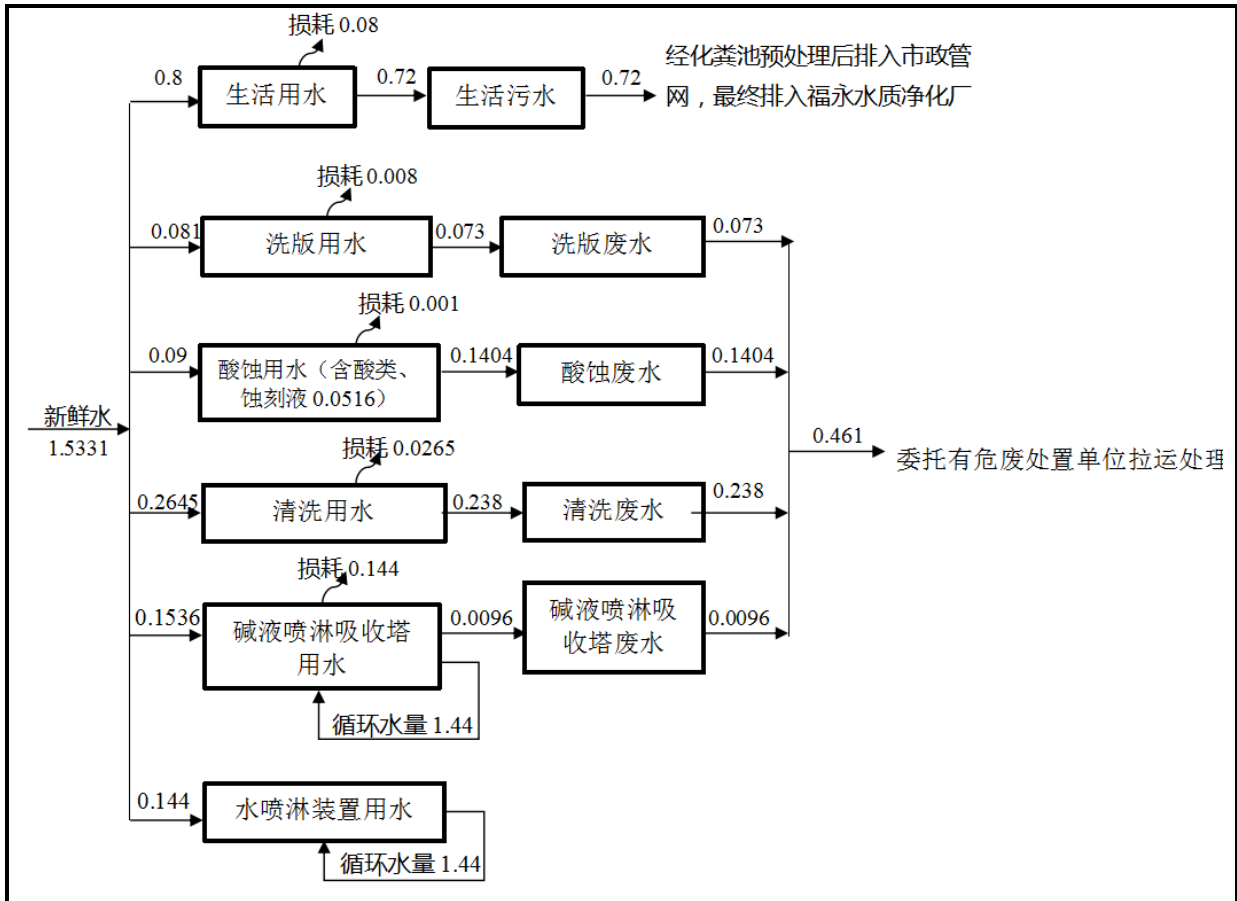 损耗 0.08
0.8
生活用水
0.72
生活污水
0.72
经化粪池预处理后排入市政管
网，最终排入福永水质净化厂
损耗 0.008
0.081
洗版用水
0.073
洗版废水
0.073
损耗 0.001
0.09
酸蚀用水（含酸类、
蚀刻液 0.0516）
0.1404
酸蚀废水
0.1404
新鲜水
1.5331
0.461
委托有危废处置单位拉运处理
损耗 0.0265
0.2645
清洗用水
0.238
清洗废水
0.238
损耗 0.144
0.1536
碱液喷淋吸收塔
用水
0.0096
碱液喷淋吸
收塔废水
0.0096
循环水量 1.44
0.144
水喷淋装置用水
循环水量 1.44